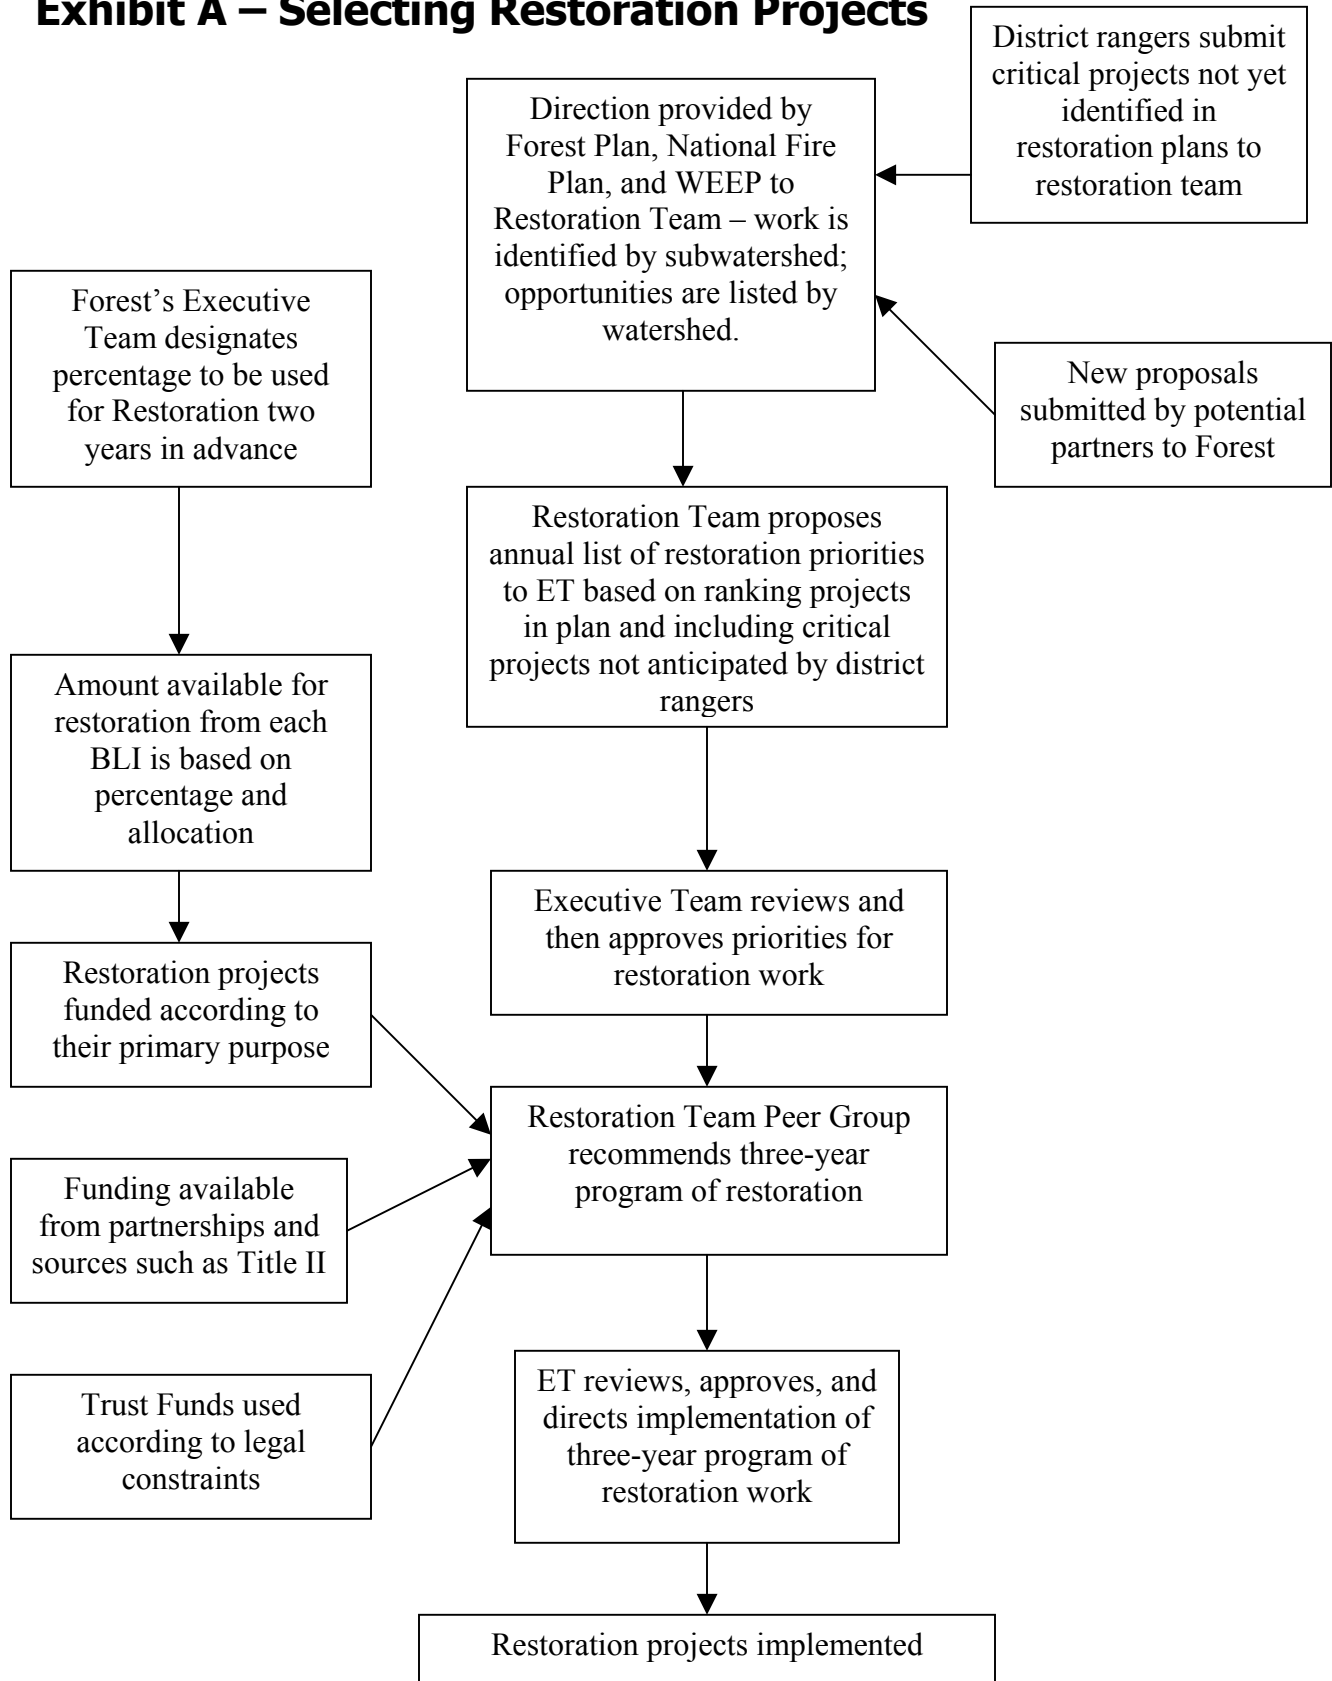 Exhibit A – Selecting Restoration Projects
District rangers submit
critical projects not yet
identified in
restoration plans to
restoration team
Direction provided by
Forest Plan, National Fire
Plan, and WEEP to
Restoration Team – work is
identified by subwatershed;
opportunities are listed by
watershed.
Forest’s Executive
Team designates
percentage to be used
for Restoration two
years in advance
New proposals
submitted by potential
partners to Forest
Restoration Team proposes
annual list of restoration priorities
to ET based on ranking projects
in plan and including critical
projects not anticipated by district
rangers
Amount available for
restoration from each
BLI is based on
percentage and
allocation
Executive Team reviews and
then approves priorities for
restoration work
Restoration projects
funded according to
their primary purpose
Restoration Team Peer Group
recommends three-year
program of restoration
Funding available
from partnerships and
sources such as Title II
ET reviews, approves, and
directs implementation of
three-year program of
restoration work
Trust Funds used
according to legal
constraints
Restoration projects implemented